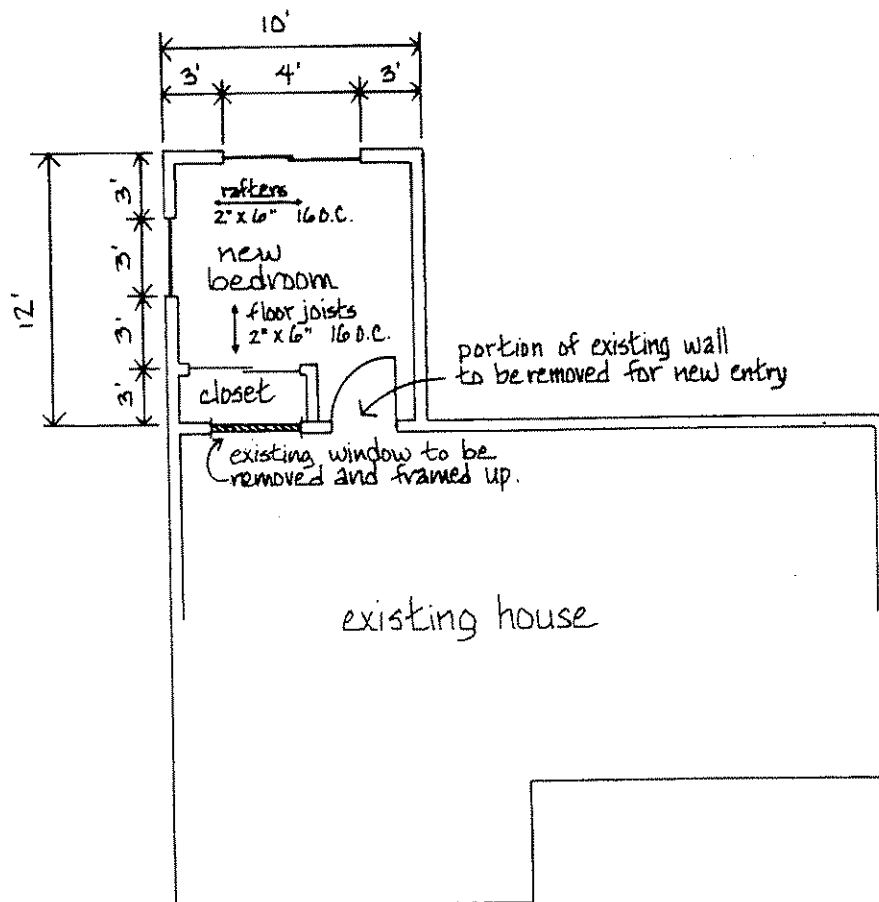 10'
3' 4' 3'
12'
3'
3'
3'
3'
rafters
2" x 6" 16 O.C.
new
bedroom
floor joists
2" x 6" 16 O.C.
closet
portion of existing wall
to be removed for new entry
existing window to be
removed and framed up.
existing house